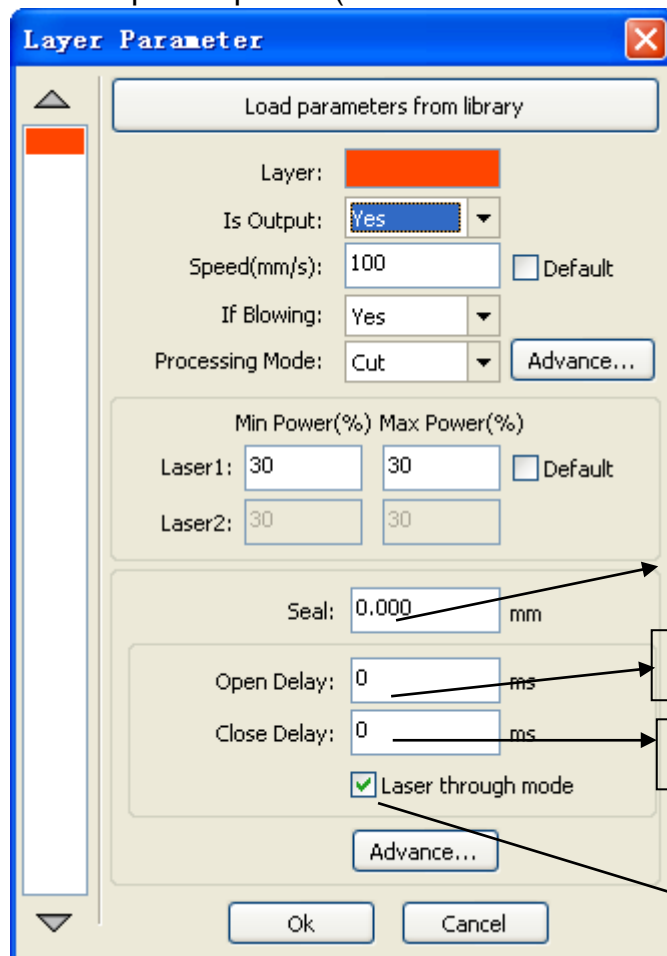 Layer Parameter
Load parameters from library
Layer:
Is Output: Yes
Speed(mm/s): 100 Default
If Blowing: Yes
Processing Mode: Cut Advance...
Min Power(%) Max Power(%)
Laser1: 30 30 Default
Laser2: 30 30
Seal: 0.000 mm
Open Delay: 0 ms
Close Delay: 0 ms
Laser through mode
Advance...
Ok Cancel